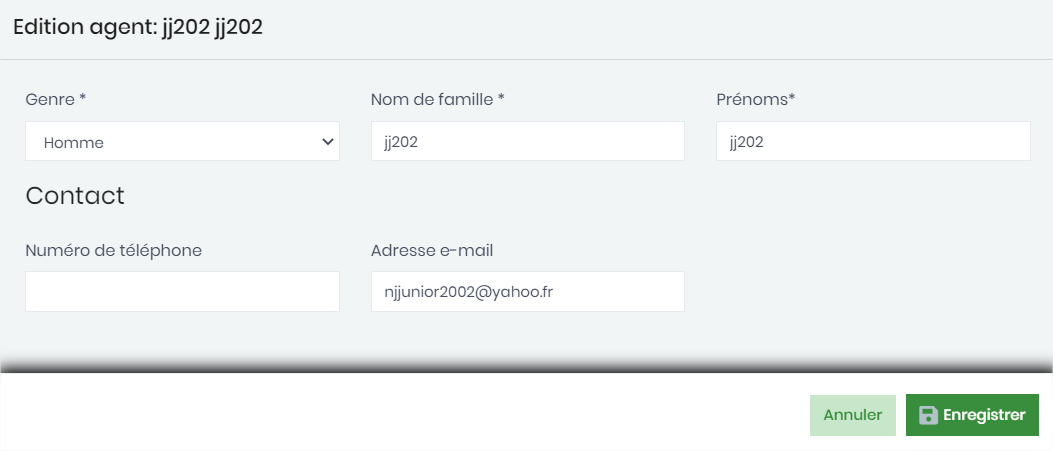 Edition agent: jj202 jj202
Genre * Nom de famille * Prénoms*
Homme jj202 jj202
Contact
Numéro de téléphone Adresse e-mail
njjunior2002@yahoo.fr
Annuler Enregistrer